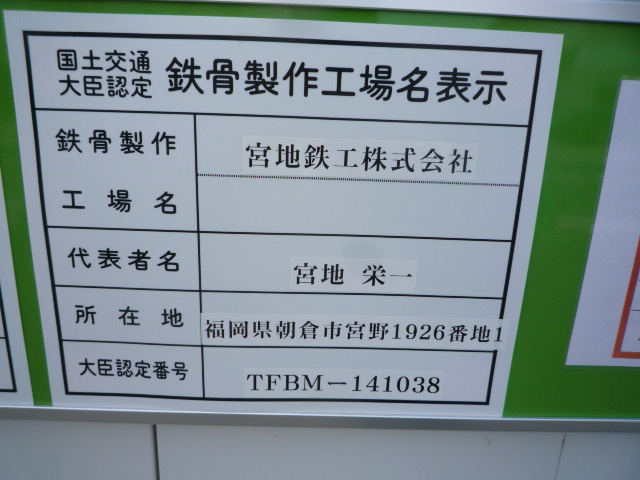 国土交通
大臣認定 鉄骨製作工場名表示
鉄骨製作
工場名
宮地鉄工株式会社
代表者名
宮地 栄一
所在地
福岡県朝倉市宮野1926番地1
大臣認定番号
TFBM－141038